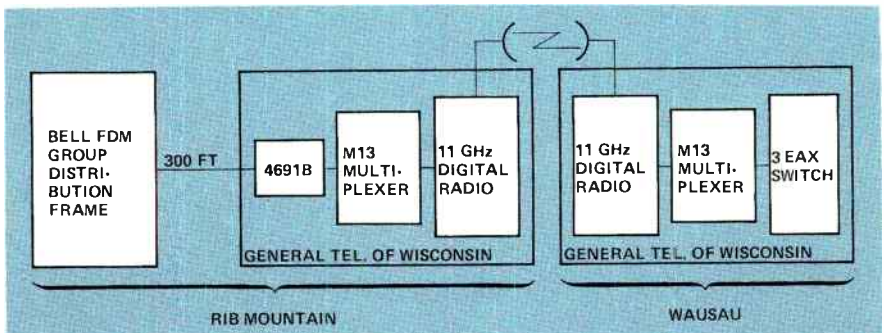 BELL FDM
GROUP
DISTRI-
BUTION
FRAME
300 FT
4691B
M13
MULTI-
PLEXER
11 GHz
DIGITAL
RADIO
GENERAL TEL. OF WISCONSIN
RIB MOUNTAIN
11 GHz
DIGITAL
RADIO
M13
MULTI-
PLEXER
3 EAX
SWITCH
GENERAL TEL. OF WISCONSIN
WAUSAU